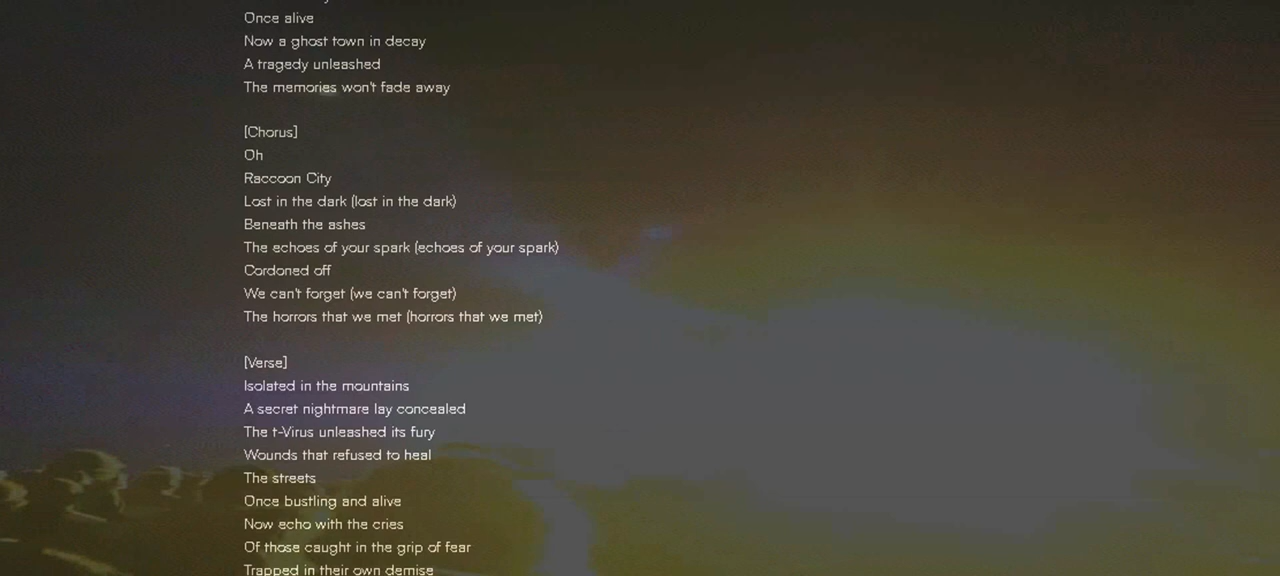 Once alive
Now a ghost town in decay
A tragedy unleashed
The memories won't fade away
[Chorus]
Oh
Raccoon City
Lost in the dark (lost in the dark)
Beneath the ashes
The echoes of your spark (echoes of your spark)
Cordoned off
We can't forget (we can't forget)
The horrors that we met (horrors that we met)
[Verse]
Isolated in the mountains
A secret nightmare lay concealed
The t-Virus unleashed its fury
Wounds that refused to heal
The streets
Once bustling and alive
Now echo with the cries
Of those caught in the grip of fear
Trapped in their own demise